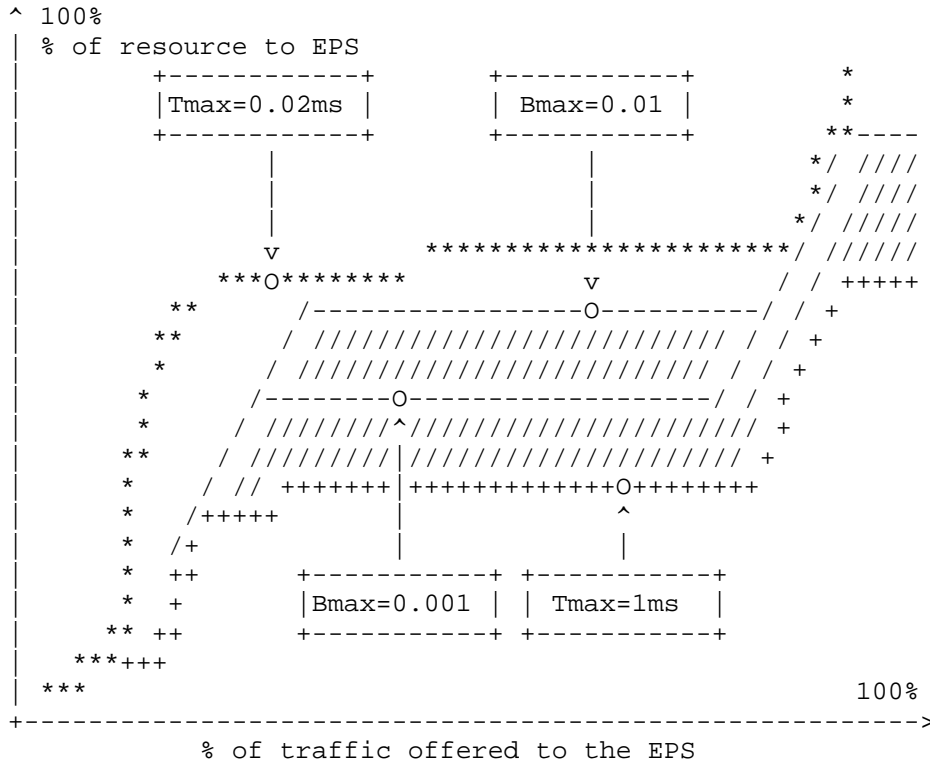 100%
% of resource to EPS
Tmax=0.02ms
Bmax=0.01
Bmax=0.001
Tmax=1ms
100%
% of traffic offered to the EPS